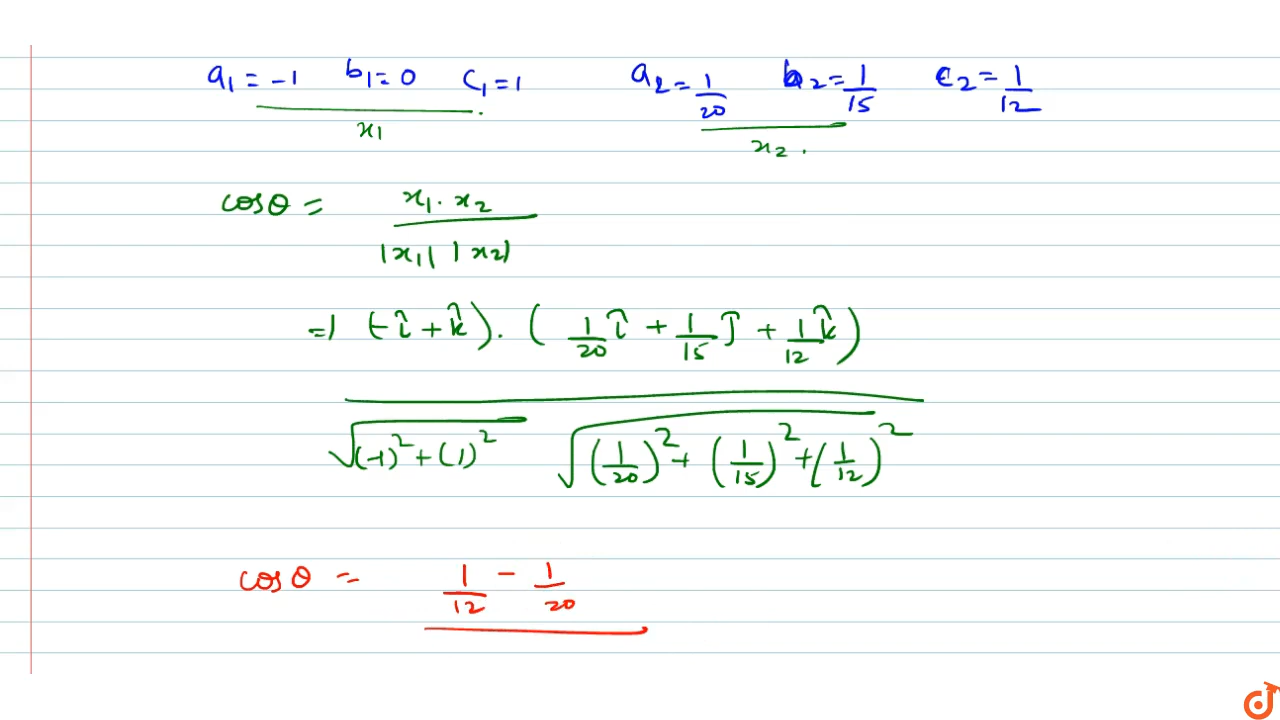 a₁ = -1 b₁ = 0 c₁ = 1 a₂ = 1/20 b₂ = 1/15 c₂ = 1/12
x₁ x₂ .
cosθ = x₁ . x₂
|x₁| |x₂|
=) (-î + k̂) . ( 1/20 î + 1/15 ĵ + 1/12 k̂ )
√(-1)² + (1)² √(1/20)² + (1/15)² + (1/12)²
cosθ = 1/12 - 1/20